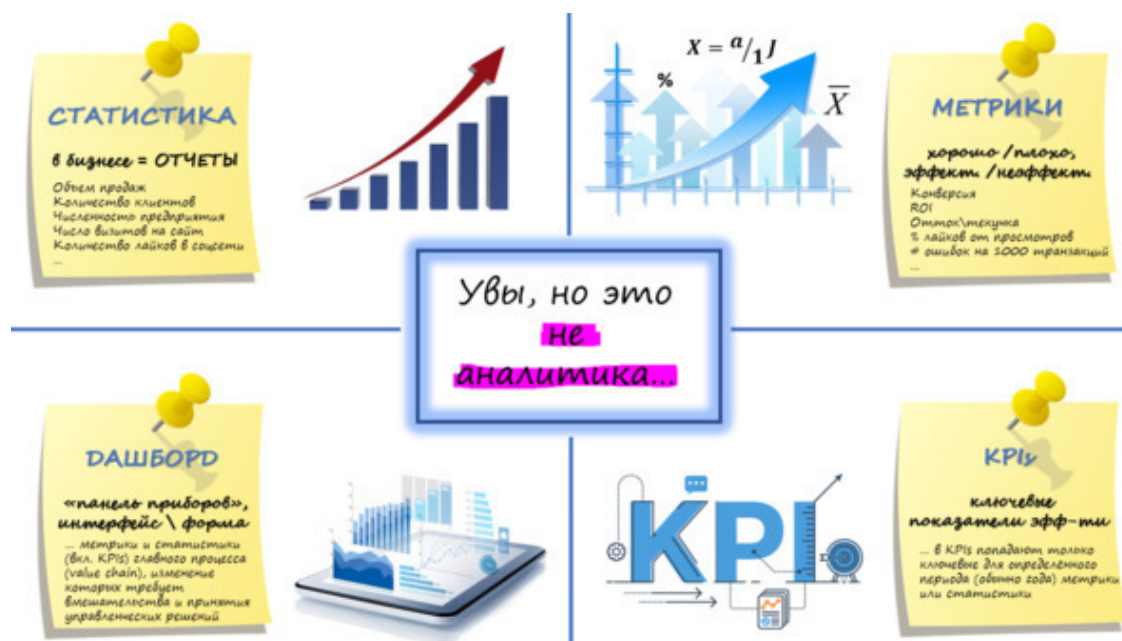 СТАТИСТИКА
в бизнесе = ОТЧЕТЫ
Объем продаж
Количество клиентов
Численность предприятия
Число визитов на сайт
Количество лайков в соцсети
...
%
X = a/1 J
X
МЕТРИКИ
хорошо /плохо,
эффект. /неэффект.
Конверсия
ROI
Отток\текучка
% лайков от просмотров
# ошибок на 1000 транзакций
...
Увы, но это
не
аналитика...
ДАШБОРД
«панель приборов»,
интерфейс \ форма
... метрики и статистики
(вкл. KPIs) главного процесса
(value chain), изменение
которых требует
вмешательства и принятия
управленческих решений
KPI
KPIs
ключевые
показатели эфф-ти
... в KPIs попадают только
ключевые для определенного
периода (обычно года) метрики
или статистики